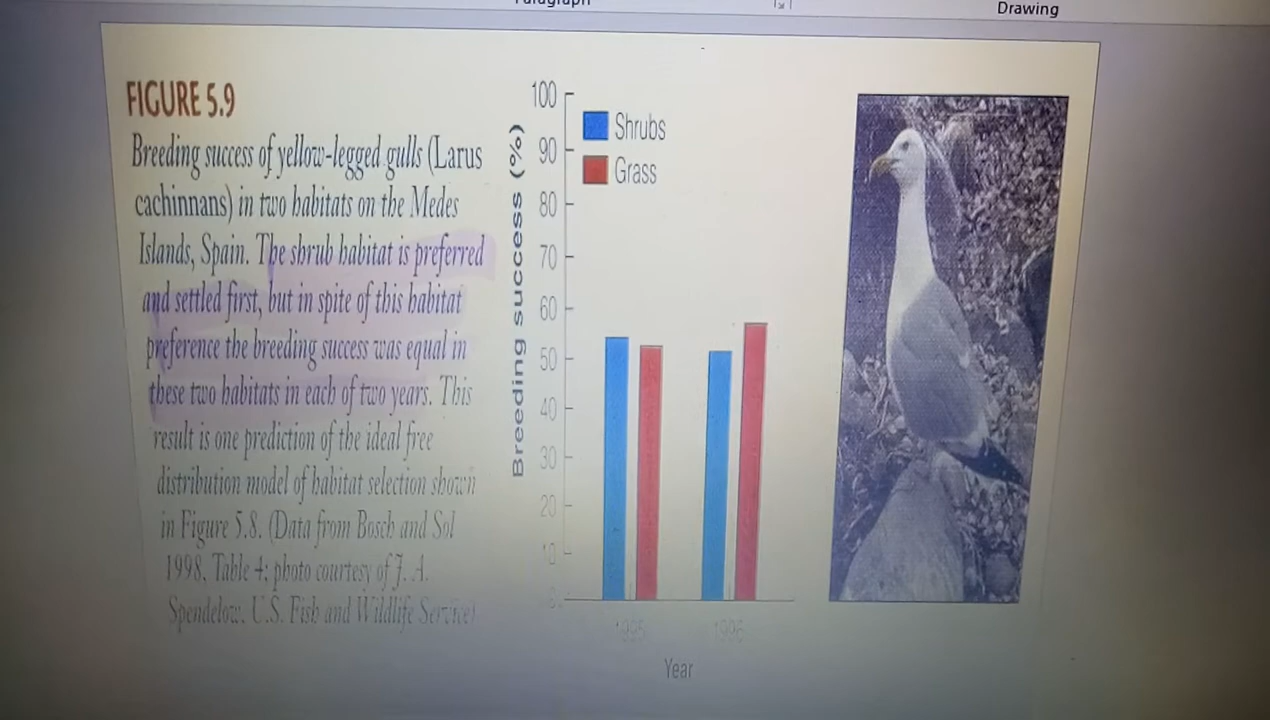 Paragraph
Drawing
FIGURE 5.9
Breeding success of yellow-legged gulls (Larus
cachinnans) in two habitats on the Medes
Islands, Spain. The shrub habitat is preferred
and settled first, but in spite of this habitat
preference the breeding success was equal in
these two habitats in each of two years. This
result is one prediction of the ideal free
distribution model of habitat selection shown
in Figure 5.8. (Data from Bosch and Sol
1998, Table 4; photo courtesy of J. A.
Spendelow, U.S. Fish and Wildlife Service)
Breeding success (%)
100
90
80
70
60
50
40
30
20
10
0
Shrubs
Grass
1995
1996
Year